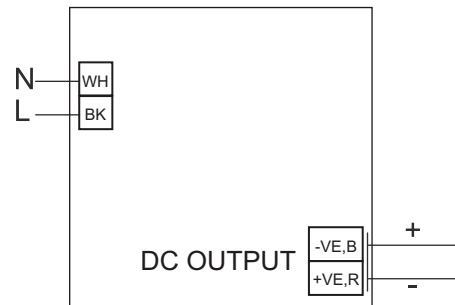 N WH
L BK
-VE,B +
DC OUTPUT
+VE,R -